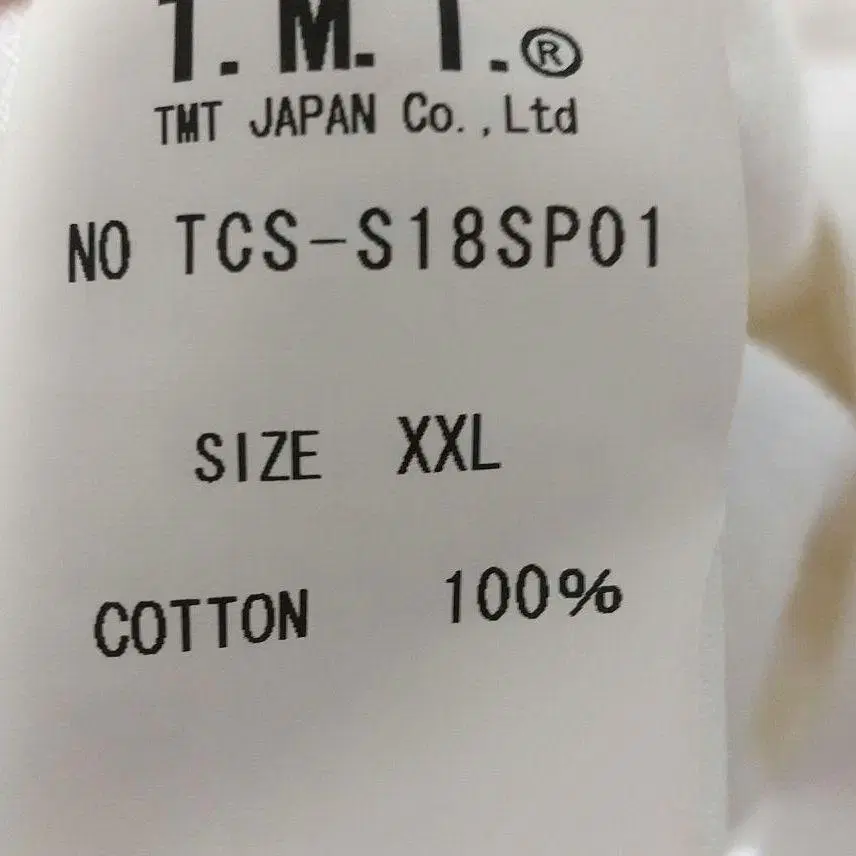 T.M.T.®
TMT JAPAN Co.,Ltd
NO TCS-S18SP01
SIZE XXL
COTTON 100%